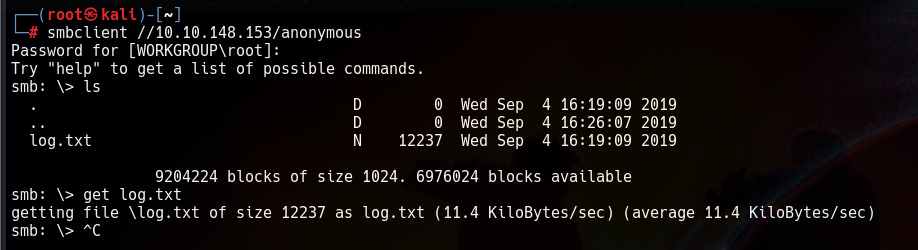 ┌──(root㉿kali)-[~]
└─# smbclient //10.10.148.153/anonymous
Password for [WORKGROUP\root]:
Try "help" to get a list of possible commands.
smb: \> ls
  .                                   D        0  Wed Sep  4 16:19:09 2019
  ..                                  D        0  Wed Sep  4 16:26:07 2019
  log.txt                             N    12237  Wed Sep  4 16:19:09 2019
                9204224 blocks of size 1024. 6976024 blocks available
smb: \> get log.txt
getting file \log.txt of size 12237 as log.txt (11.4 KiloBytes/sec) (average 11.4 KiloBytes/sec)
smb: \> ^C